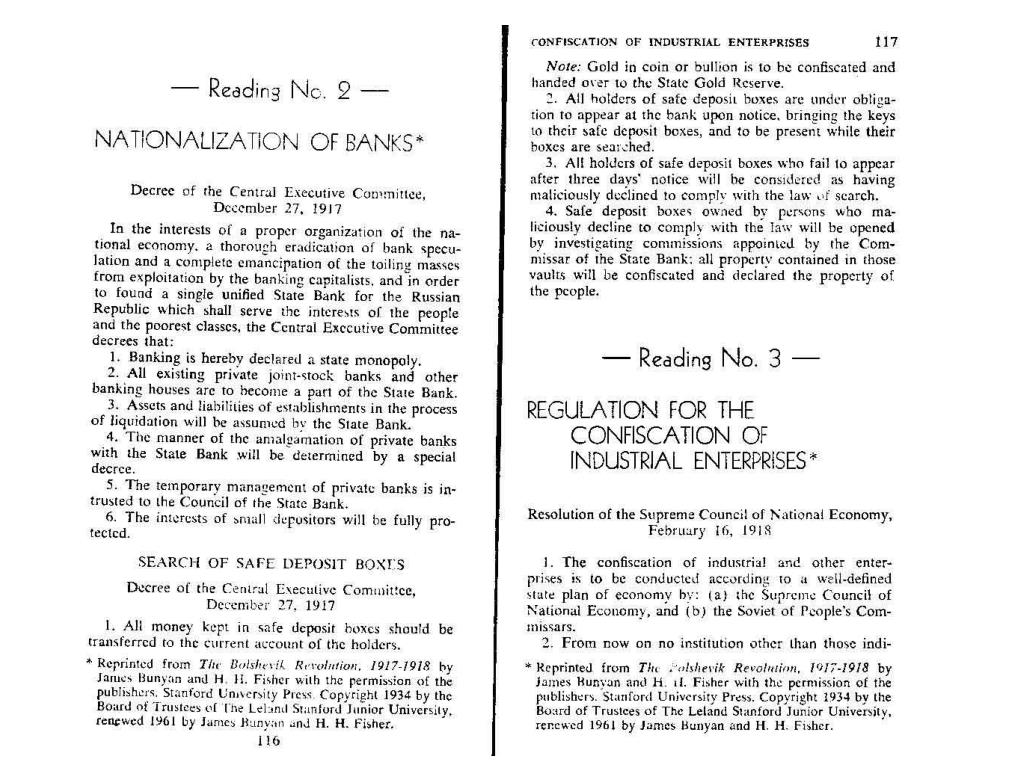 — Reading No. 2 —
NATIONALIZATION OF BANKS*
Decree of the Central Executive Committee,
December 27, 1917
In the interests of a proper organization of the na-
tional economy, a thorough eradication of bank specu-
lation and a complete emancipation of the toiling masses
from exploitation by the banking capitalists, and in order
to found a single unified State Bank for the Russian
Republic which shall serve the interests of the people
and the poorest classes, the Central Executive Committee
decrees that:
1. Banking is hereby declared a state monopoly.
2. All existing private joint-stock banks and other
banking houses are to become a part of the State Bank.
3. Assets and liabilities of establishments in the process
of liquidation will be assumed by the State Bank.
4. The manner of the amalgamation of private banks
with the State Bank will be determined by a special
decree.
5. The temporary management of private banks is in-
trusted to the Council of the State Bank.
6. The interests of small depositors will be fully pro-
tected.
SEARCH OF SAFE DEPOSIT BOXES
Decree of the Central Executive Committee,
December 27, 1917
1. All money kept in safe deposit boxes should be
transferred to the current account of the holders.
* Reprinted from The Bolshevik Revolution, 1917-1918 by
James Bunyan and H. H. Fisher with the permission of the
publishers, Stanford University Press. Copyright 1934 by the
Board of Trustees of The Leland Stanford Junior University,
renewed 1961 by James Bunyan and H. H. Fisher.
116
CONFISCATION OF INDUSTRIAL ENTERPRISES 117
Note: Gold in coin or bullion is to be confiscated and
handed over to the State Gold Reserve.
2. All holders of safe deposit boxes are under obliga-
tion to appear at the bank upon notice, bringing the keys
to their safe deposit boxes, and to be present while their
boxes are searched.
3. All holders of safe deposit boxes who fail to appear
after three days' notice will be considered as having
maliciously declined to comply with the law of search.
4. Safe deposit boxes owned by persons who ma-
liciously decline to comply with the law will be opened
by investigating commissions appointed by the Com-
missar of the State Bank; all property contained in those
vaults will be confiscated and declared the property of
the people.
— Reading No. 3 —
REGULATION FOR THE
CONFISCATION OF
INDUSTRIAL ENTERPRISES*
Resolution of the Supreme Council of National Economy,
February 16, 1918
1. The confiscation of industrial and other enter-
prises is to be conducted according to a well-defined
state plan of economy by: (a) the Supreme Council of
National Economy, and (b) the Soviet of People's Com-
missars.
2. From now on no institution other than those indi-
* Reprinted from The Bolshevik Revolution, 1917-1918 by
James Bunyan and H. H. Fisher with the permission of the
publishers, Stanford University Press. Copyright 1934 by the
Board of Trustees of The Leland Stanford Junior University,
renewed 1961 by James Bunyan and H. H. Fisher.